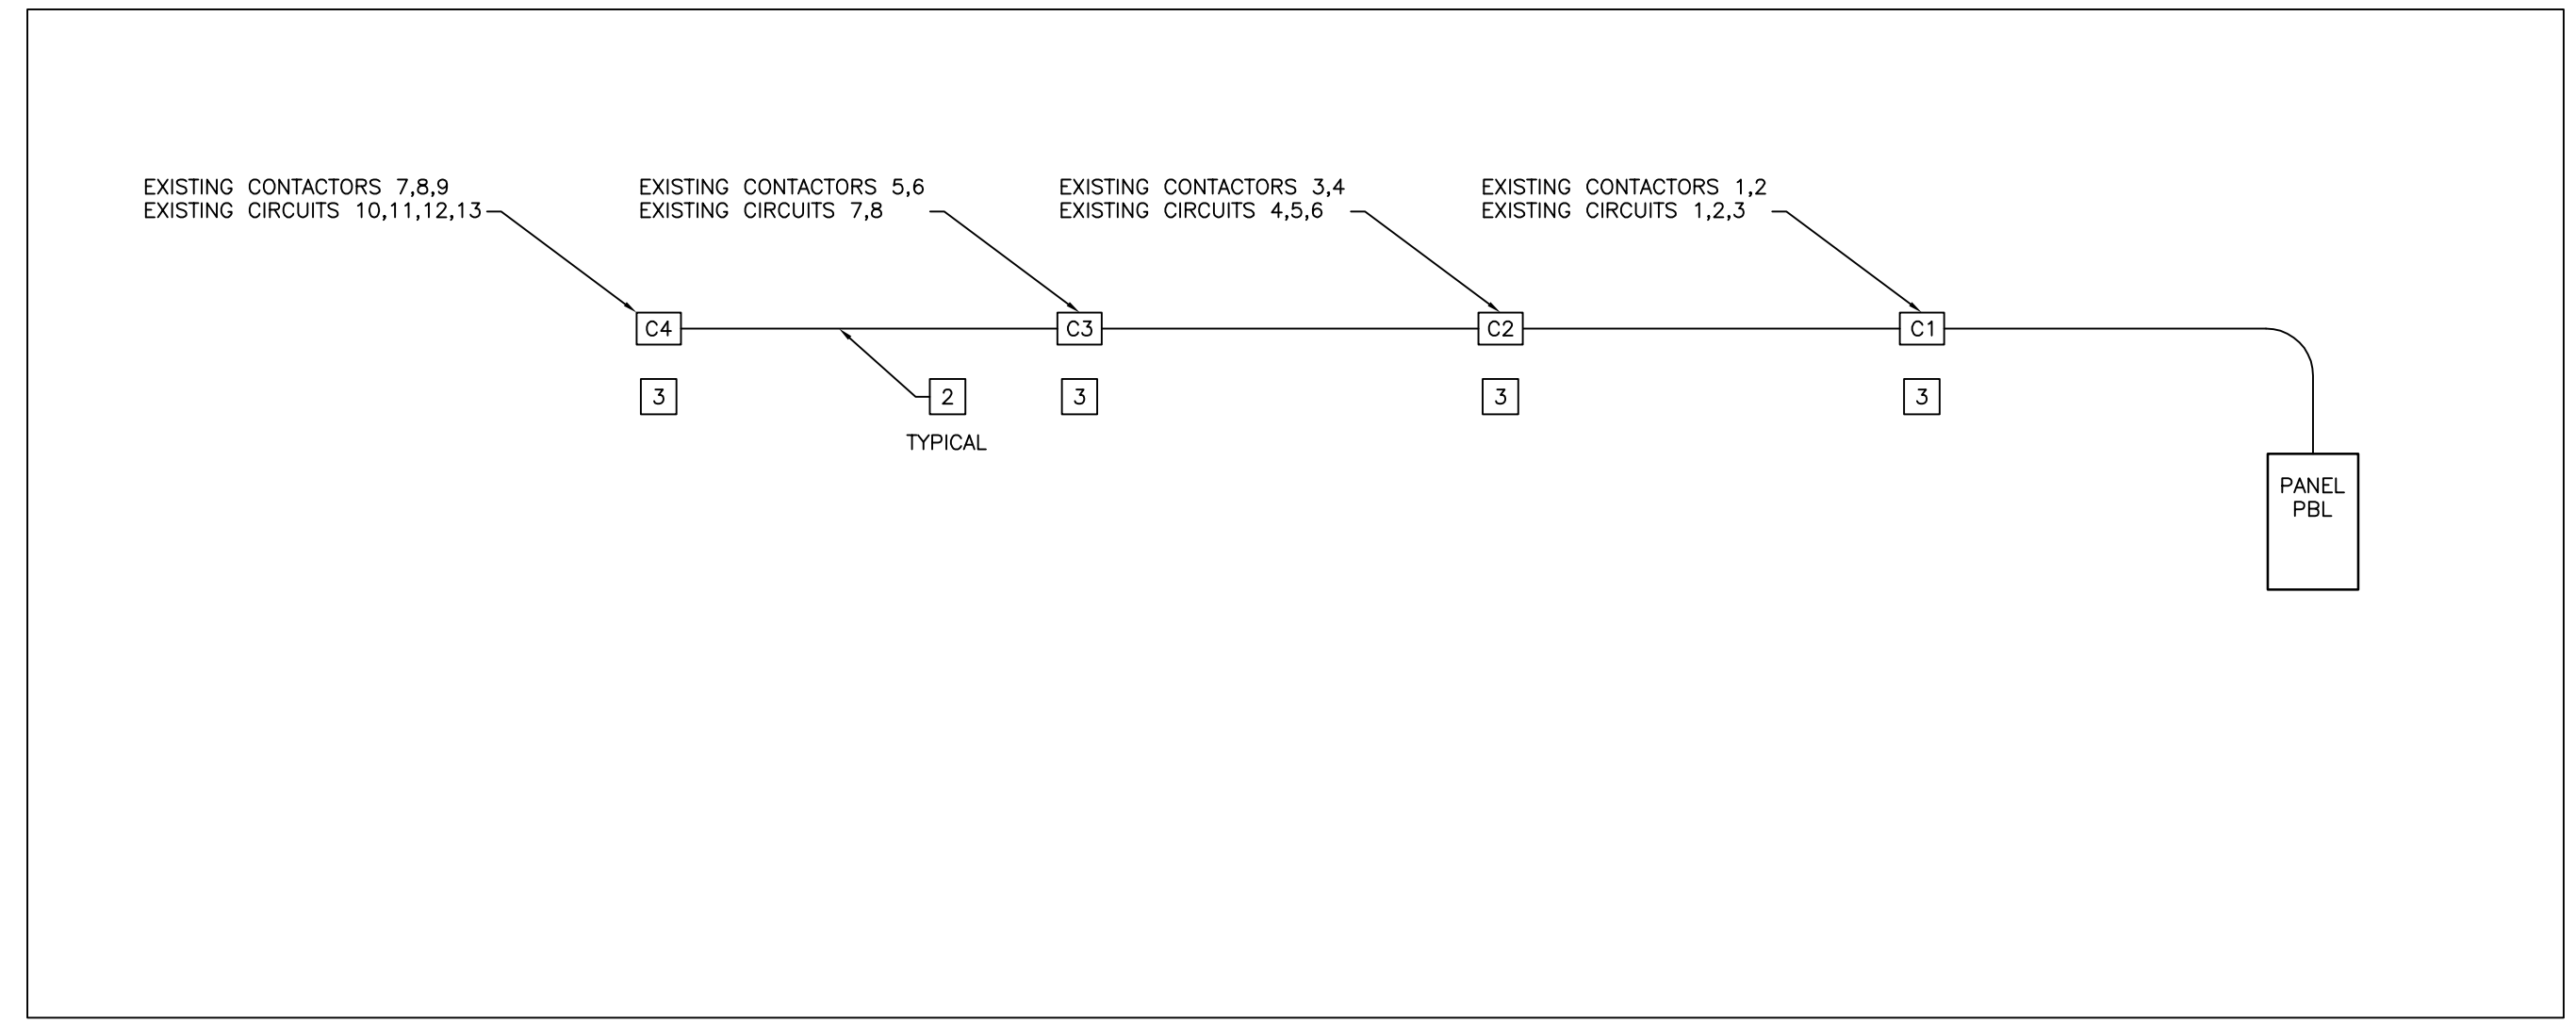 EXISTING CONTACTORS 7,8,9
EXISTING CIRCUITS 10,11,12,13
EXISTING CONTACTORS 5,6
EXISTING CIRCUITS 7,8
EXISTING CONTACTORS 3,4
EXISTING CIRCUITS 4,5,6
EXISTING CONTACTORS 1,2
EXISTING CIRCUITS 1,2,3
C4
C3
C2
C1
3
2
TYPICAL
3
3
3
PANEL
PBL